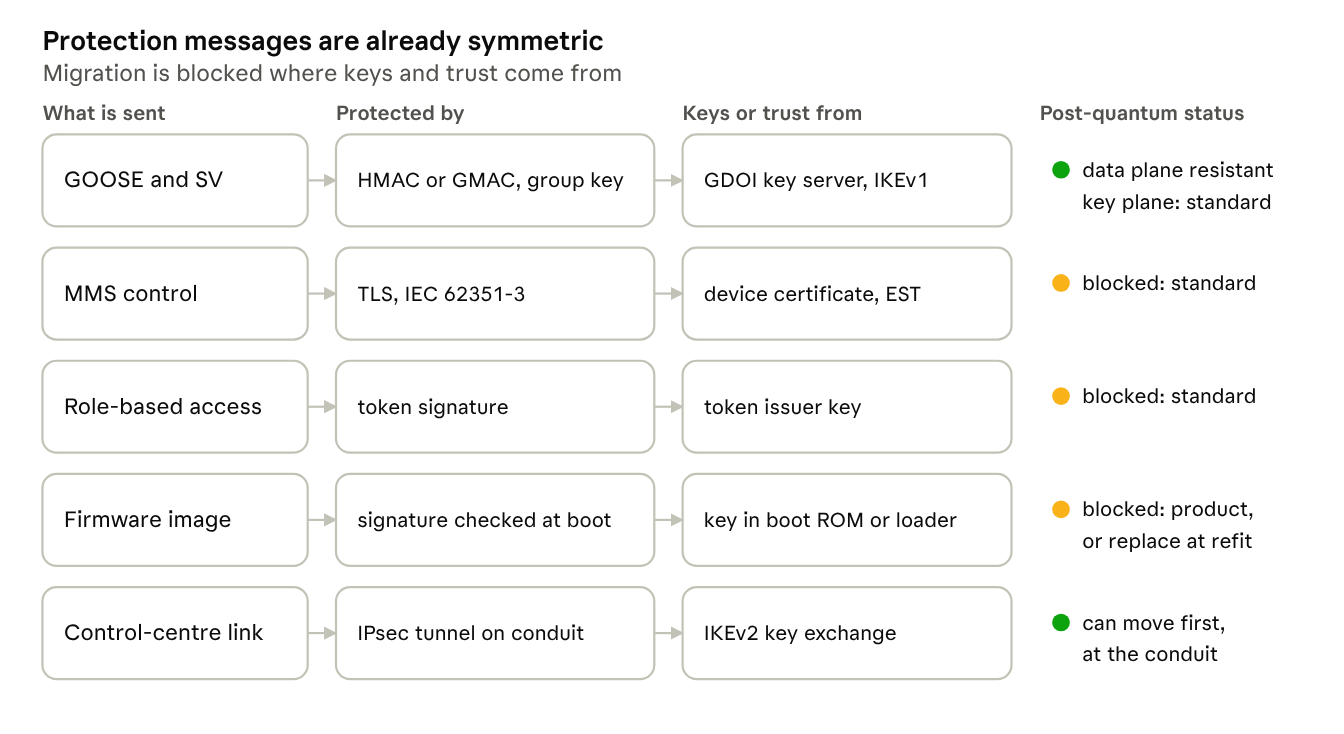 Protection messages are already symmetric
Migration is blocked where keys and trust come from
What is sent
Protected by
Keys or trust from
Post-quantum status
GOOSE and SV
HMAC or GMAC, group key
GDOI key server, IKEv1
data plane resistant
key plane: standard
MMS control
TLS, IEC 62351-3
device certificate, EST
blocked: standard
Role-based access
token signature
token issuer key
blocked: standard
Firmware image
signature checked at boot
key in boot ROM or loader
blocked: product,
or replace at refit
Control-centre link
IPsec tunnel on conduit
IKEv2 key exchange
can move first,
at the conduit